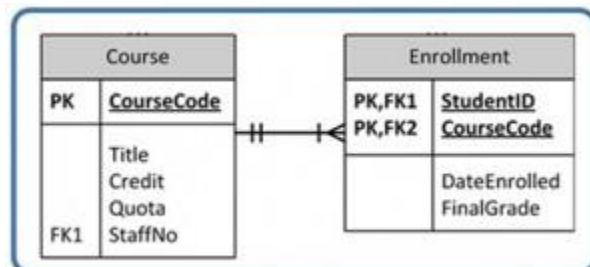 Course
PK CourseCode
Title
Credit
Quota
FK1 StaffNo
Enrollment
PK,FK1 StudentID
PK,FK2 CourseCode
DateEnrolled
FinalGrade